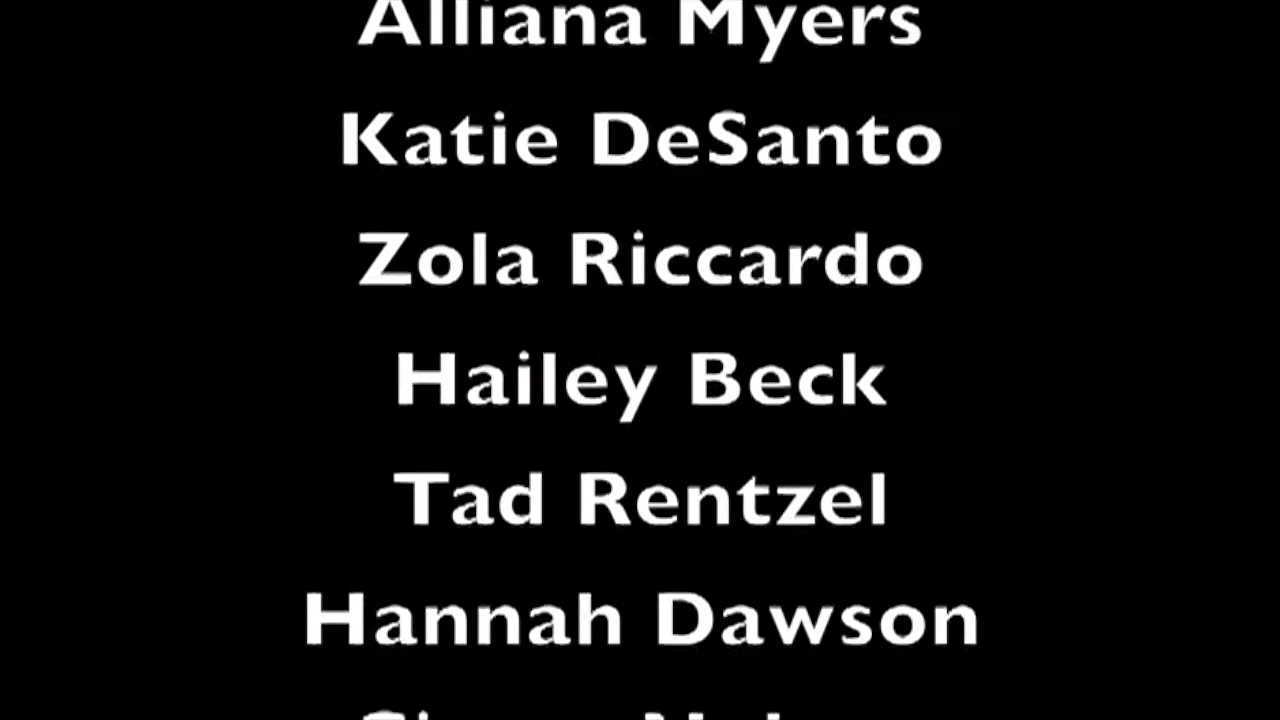 Alliana Myers
Katie DeSanto
Zola Riccardo
Hailey Beck
Tad Rentzel
Hannah Dawson